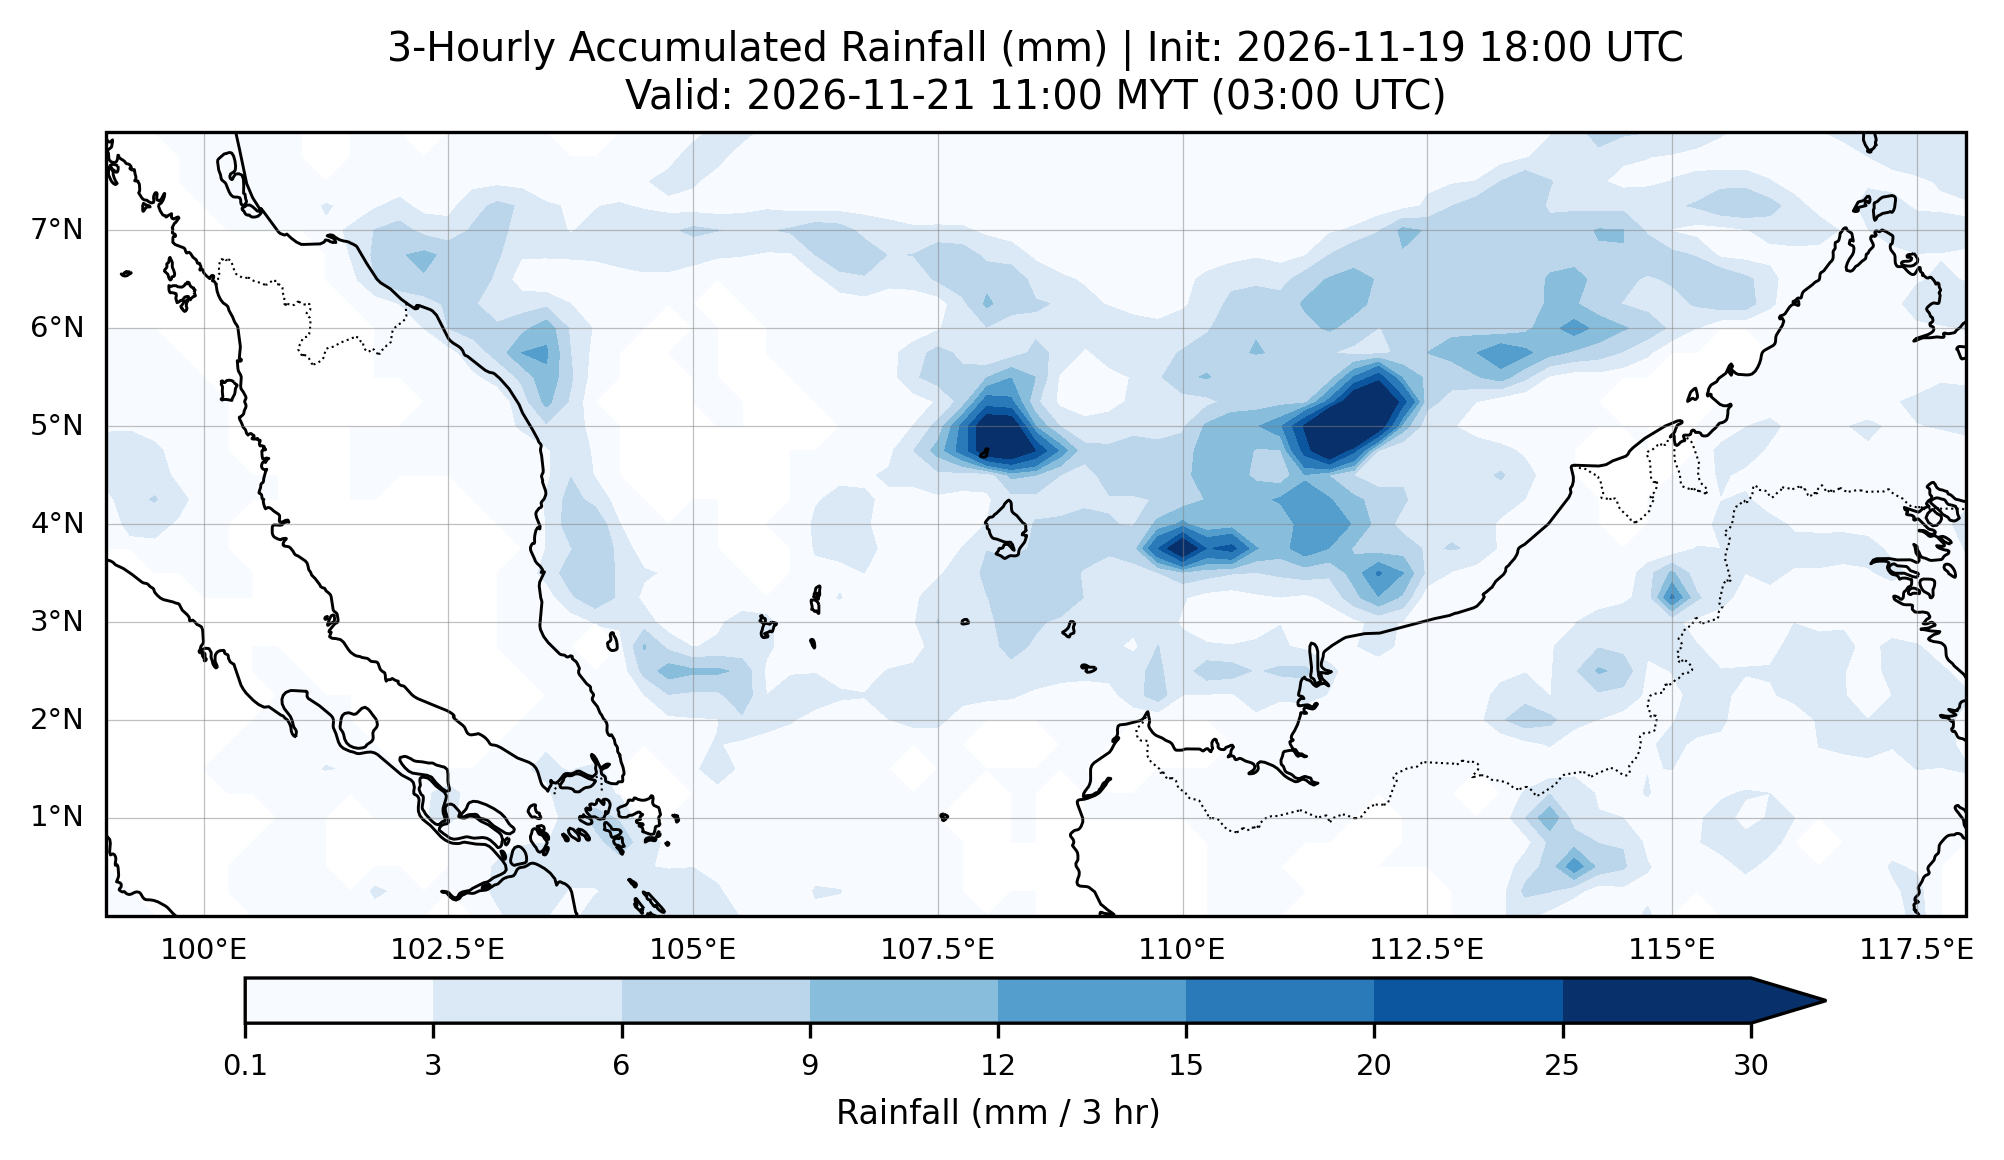 3-Hourly Accumulated Rainfall (mm) | Init: 2026-11-19 18:00 UTC
Valid: 2026-11-21 11:00 MYT (03:00 UTC)
7°N
6°N
5°N
4°N
3°N
2°N
1°N
100°E 102.5°E 105°E 107.5°E 110°E 112.5°E 115°E 117.5°E
0.1 3 6 9 12 15 20 25 30
Rainfall (mm / 3 hr)